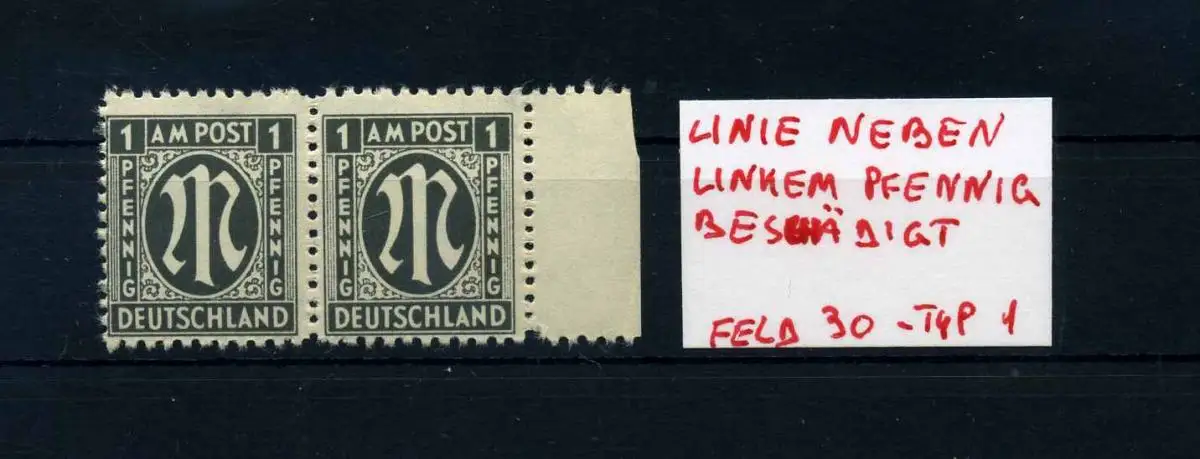 1 AM POST 1
PFENNIG
PFENNIG
M
DEUTSCHLAND
1 AM POST 1
PFENNIG
PFENNIG
M
DEUTSCHLAND
LINIE NEBEN
LINKEM PFENNIG
BESCHÄDIGT
FELD 30 - TYP 1